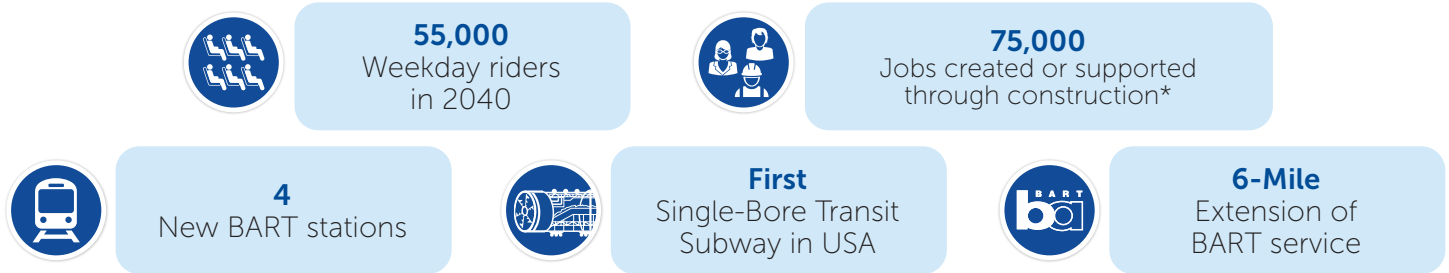 55,000
Weekday riders
in 2040
75,000
Jobs created or supported
through construction*
4
New BART stations
First
Single-Bore Transit
Subway in USA
BART
ba
6-Mile
Extension of
BART service